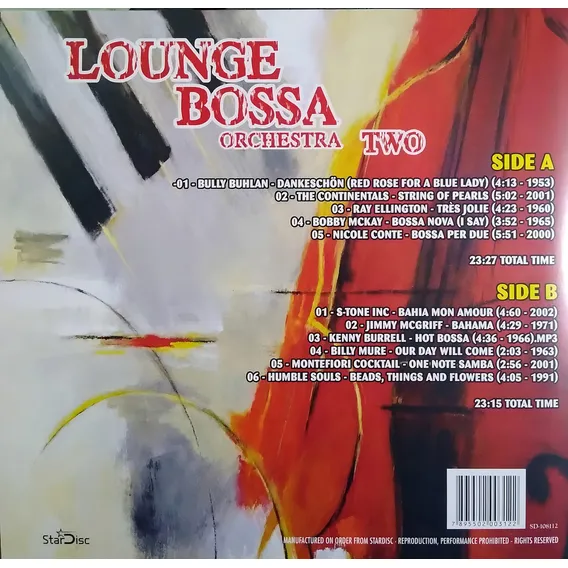 LOUNGE
BOSSA
ORCHESTRA TWO
SIDE A
-01 - BULLY BUHLAN - DANKESCHÖN (RED ROSE FOR A BLUE LADY) (4:13 - 1953)
02 - THE CONTINENTALS - STRING OF PEARLS (5:02 - 2001)
03 - RAY ELLINGTON - TRÈS JOLIE (4:23 - 1960)
04 - BOBBY MCKAY - BOSSA NOVA (I SAY) (3:52 - 1965)
05 - NICOLE CONTE - BOSSA PER DUE (5:51 - 2000)
23:27 TOTAL TIME
SIDE B
01 - S-TONE INC - BAHIA MON AMOUR (4:60 - 2002)
02 - JIMMY MCGRIFF - BAHAMA (4:29 - 1971)
03 - KENNY BURRELL - HOT BOSSA (4:36 - 1966).MP3
04 - BILLY MURE - OUR DAY WILL COME (2:03 - 1963)
05 - MONTEFIORI COCKTAIL - ONE NOTE SAMBA (2:56 - 2001)
06 - HUMBLE SOULS - BEADS, THINGS AND FLOWERS (4:05 - 1991)
23:15 TOTAL TIME
7 895502 003122
SD-108112
StarDisc
MANUFACTURED ON ORDER FROM STARDISC - REPRODUCTION, PERFORMANCE PROHIBITED - RIGHTS RESERVED